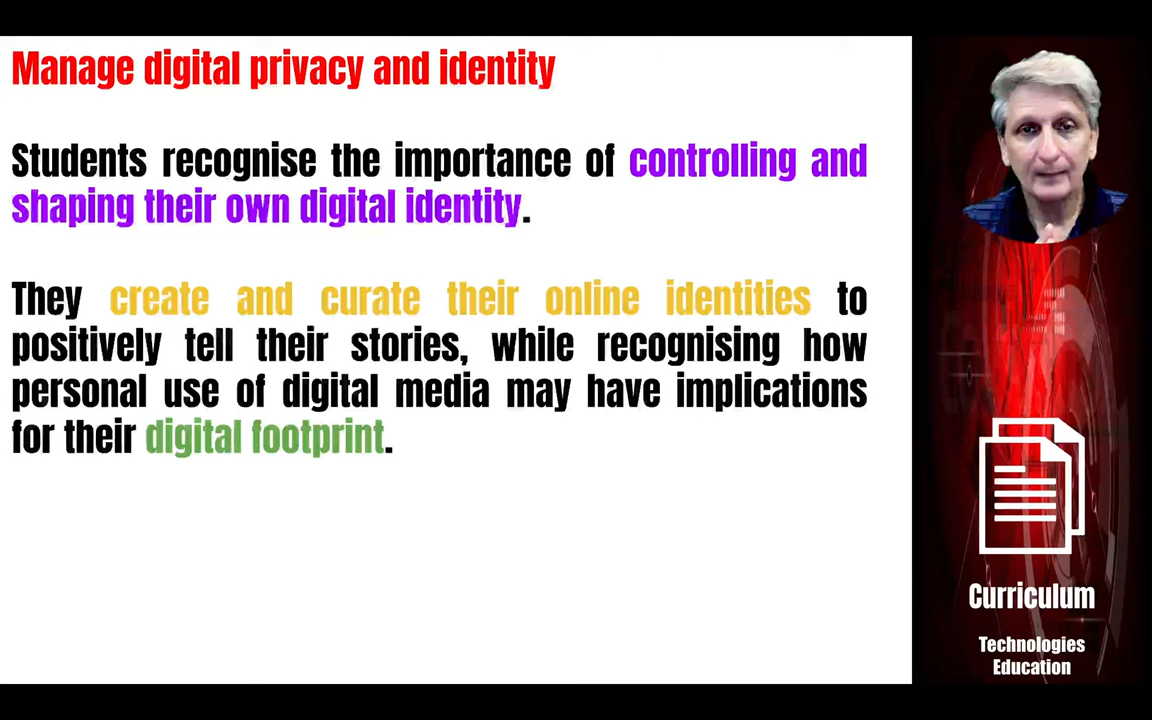 Manage digital privacy and identity
Students recognise the importance of controlling and
shaping their own digital identity.
They create and curate their online identities to
positively tell their stories, while recognising how
personal use of digital media may have implications
for their digital footprint.
Curriculum
Technologies
Education